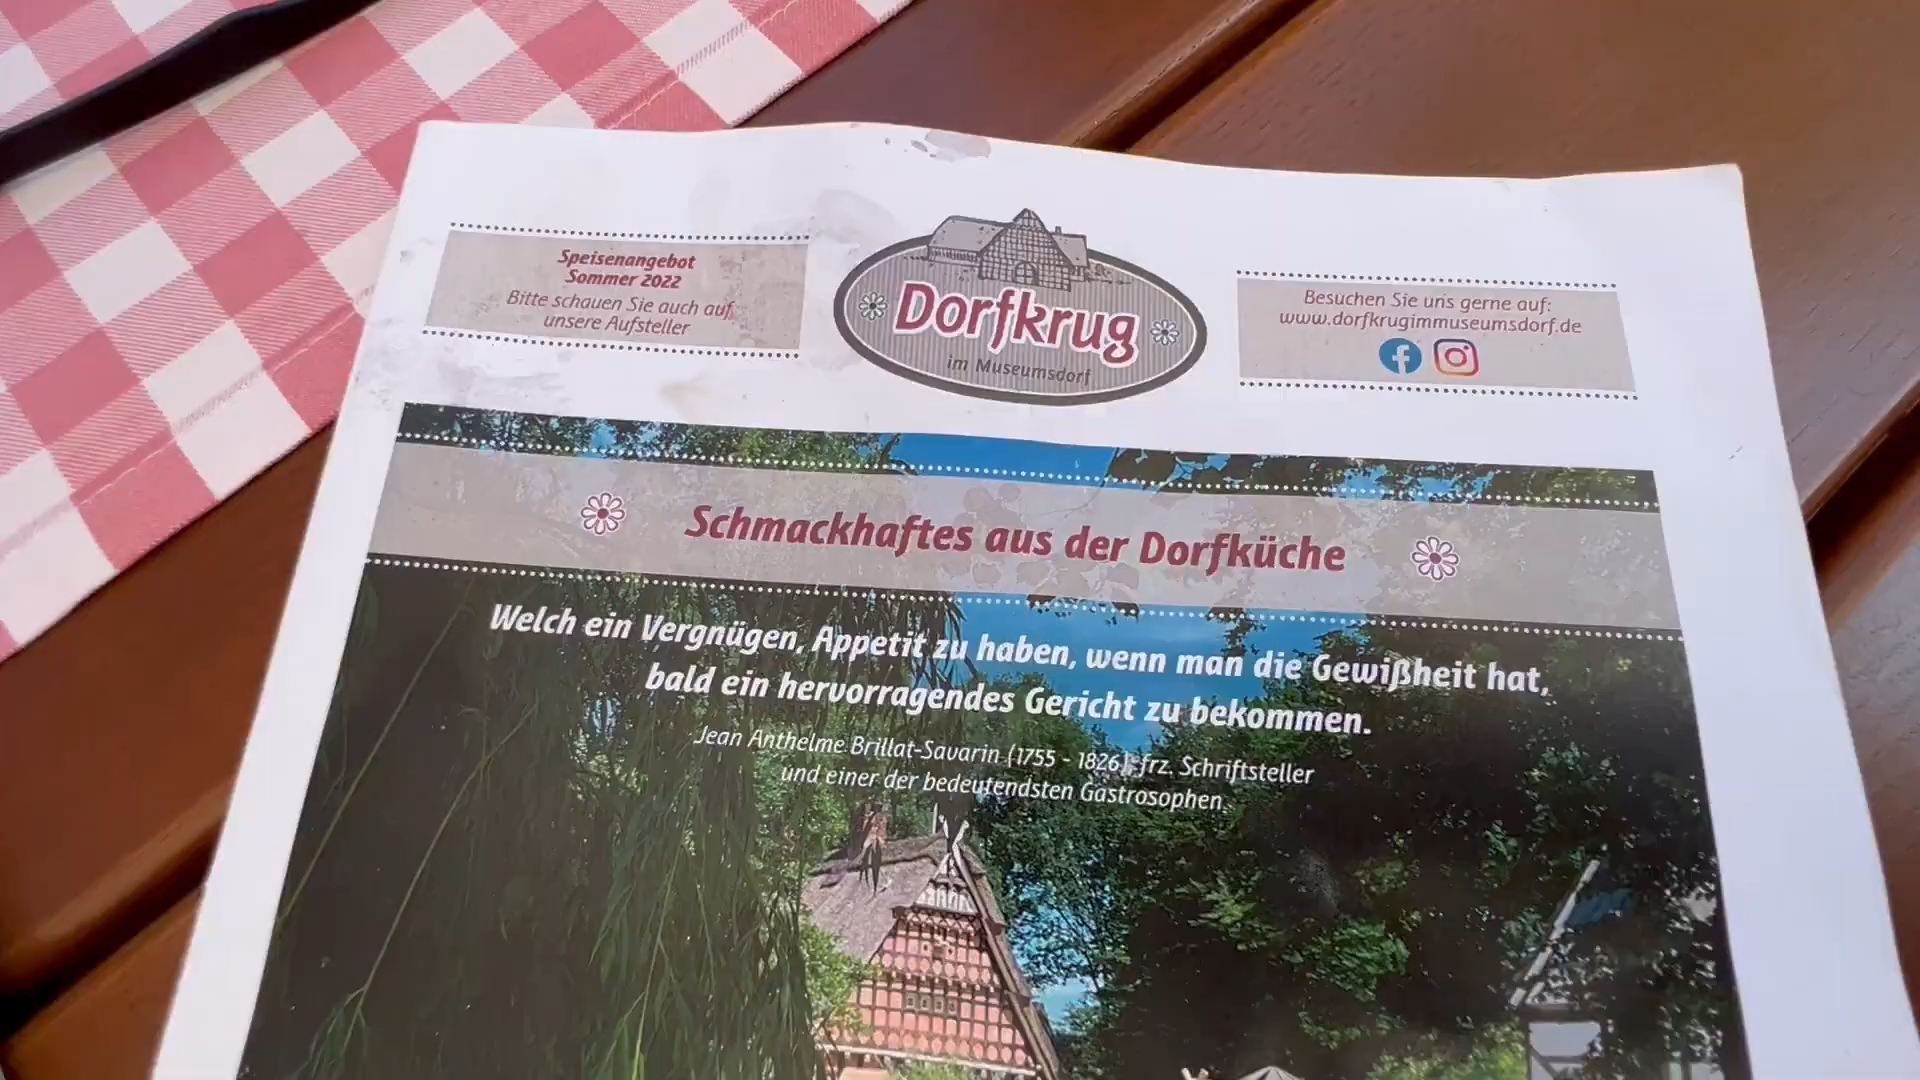 Speisenangebot
Sommer 2022
Bitte schauen Sie auch auf
unsere Aufsteller
Dorfkrug
im Museumsdorf
Besuchen Sie uns gerne auf:
www.dorfkrugimmuseumsdorf.de
Schmackhaftes aus der Dorfküche
Welch ein Vergnügen, Appetit zu haben, wenn man die Gewißheit hat,
bald ein hervorragendes Gericht zu bekommen.
Jean Anthelme Brillat-Savarin (1755 - 1826), frz. Schriftsteller
und einer der bedeutendsten Gastrosophen.